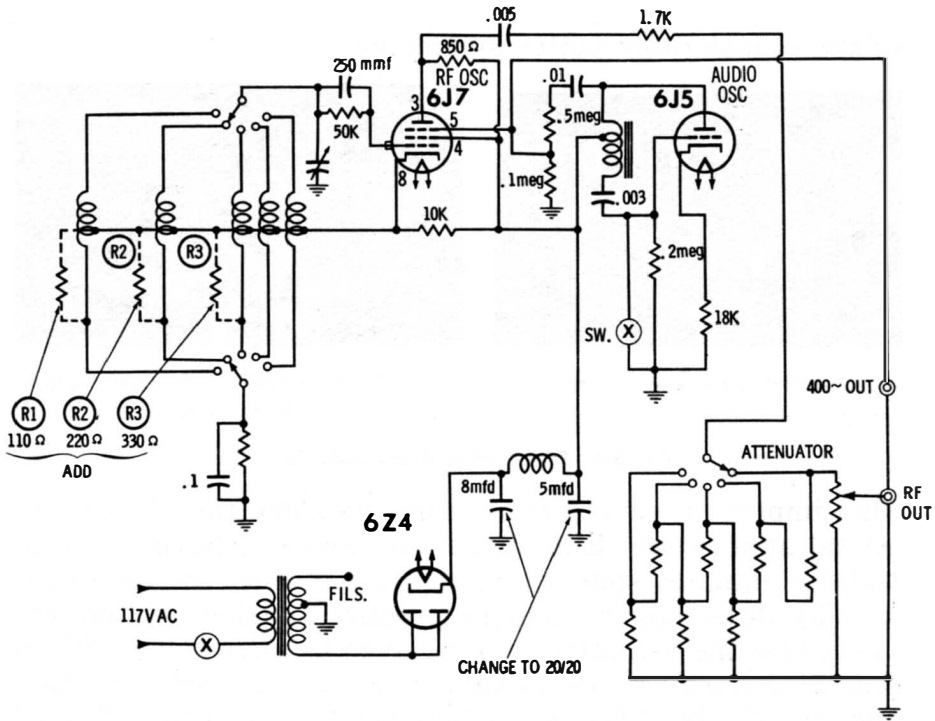 .005
1.7K
850 Ω
250 mmf
RF OSC
6J7
.01
AUDIO
OSC
6J5
3
5
4
8
50K
.5meg
.1meg
.003
10K
.2meg
R2
R3
SW.
X
18K
R1
R2
R3
110 Ω
220 Ω
330 Ω
ADD
400~ OUT
.1
8mfd
5mfd
ATTENUATOR
RF
OUT
6Z4
FILS.
117VAC
X
CHANGE TO 20/20